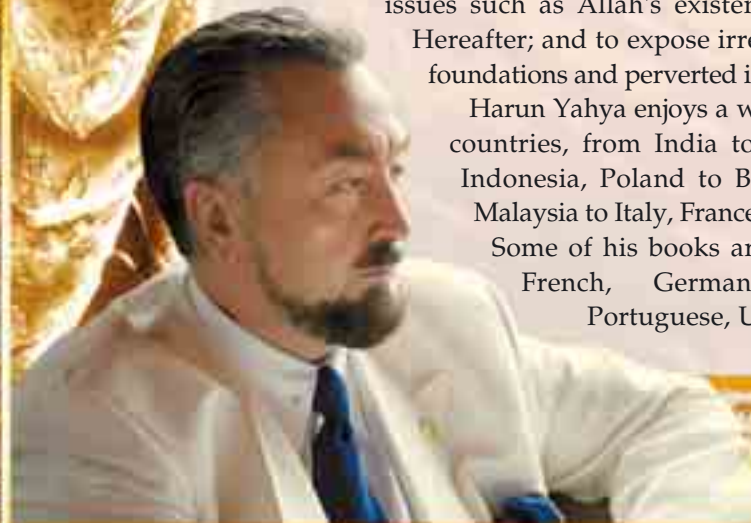 issues such as Allah's
Hereafter; and to expose
foundations and perverted
Harun Yahya enjoys a
countries, from India to
Indonesia, Poland to
Malaysia to Italy, France
Some of his books
French, German
Portuguese,